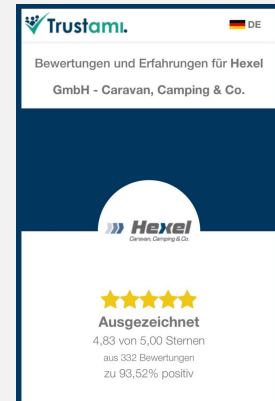 Trustami.
DE
Bewertungen und Erfahrungen für Hexel
GmbH - Caravan, Camping & Co.
Hexel
Caravan, Camping & Co.
Ausgezeichnet
4,83 von 5,00 Sternen
aus 332 Bewertungen
zu 93,52% positiv